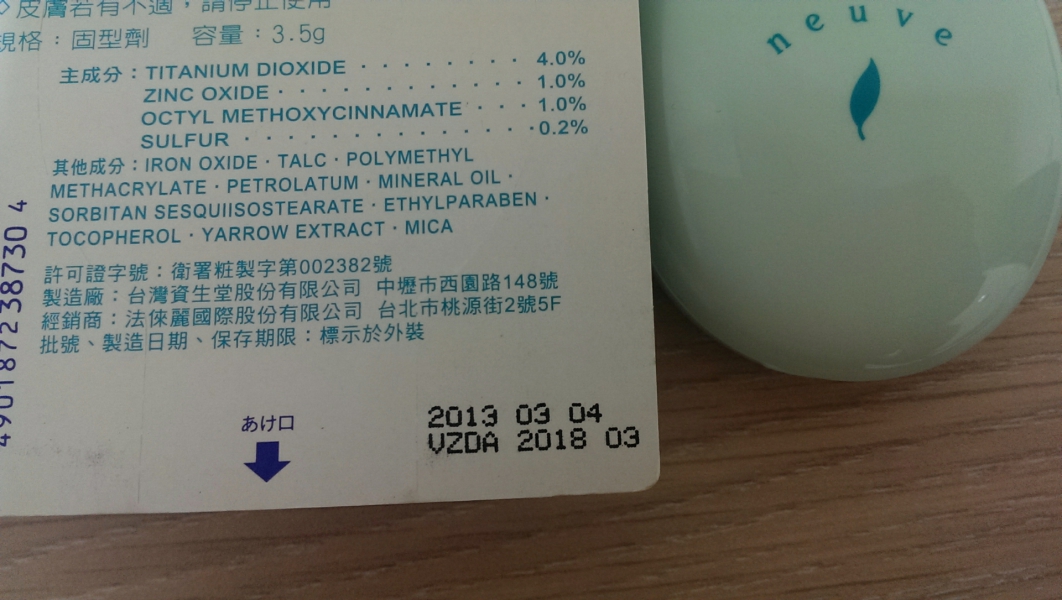 ◇皮膚若有不適，請停止使用
規格：固型劑　容量：3.5g
主成分：TITANIUM DIOXIDE · · · · · · · · 4.0%
ZINC OXIDE · · · · · · · · · · · · 1.0%
OCTYL METHOXYCINNAMATE · · · 1.0%
SULFUR · · · · · · · · · · · · · · 0.2%
其他成分：IRON OXIDE · TALC · POLYMETHYL
METHACRYLATE · PETROLATUM · MINERAL OIL ·
SORBITAN SESQUIISOSTEARATE · ETHYLPARABEN ·
TOCOPHEROL · YARROW EXTRACT · MICA
許可證字號：衛署粧製字第002382號
製造廠：台灣資生堂股份有限公司 中壢市西園路148號
經銷商：法倈麗國際股份有限公司 台北市桃源街2號5F
批號、製造日期、保存期限：標示於外裝
あけ口
2013 03 04
VZDA 2018 03
4901872238730 4
neuve